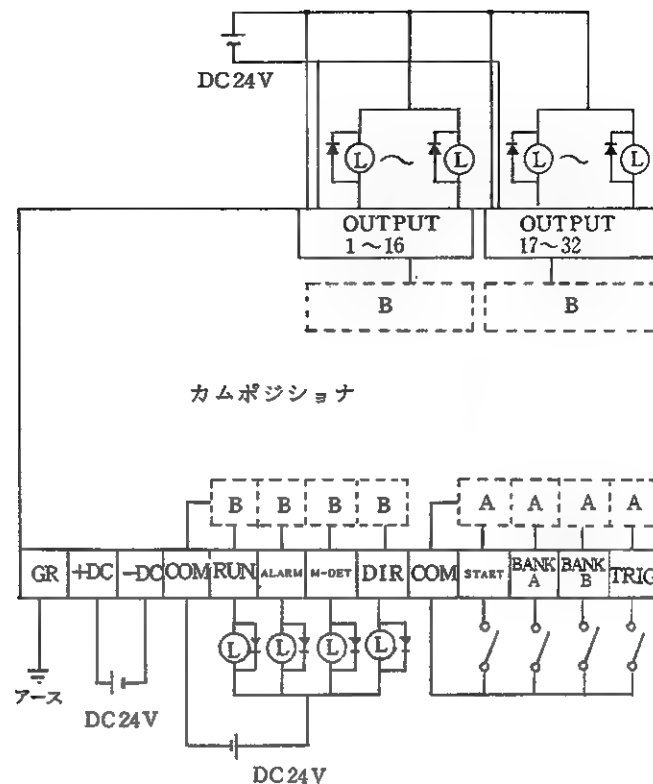 DC24V
L
L
L
L
OUTPUT
1～16
OUTPUT
17～32
B
B
カムポジショナ
B
B
B
B
A
A
A
A
GR
+DC
-DC
COM
RUN
ALARM
M-DET
DIR
COM
START
BANK
A
BANK
B
TRIG
L
L
L
L
アース
DC24V
DC24V